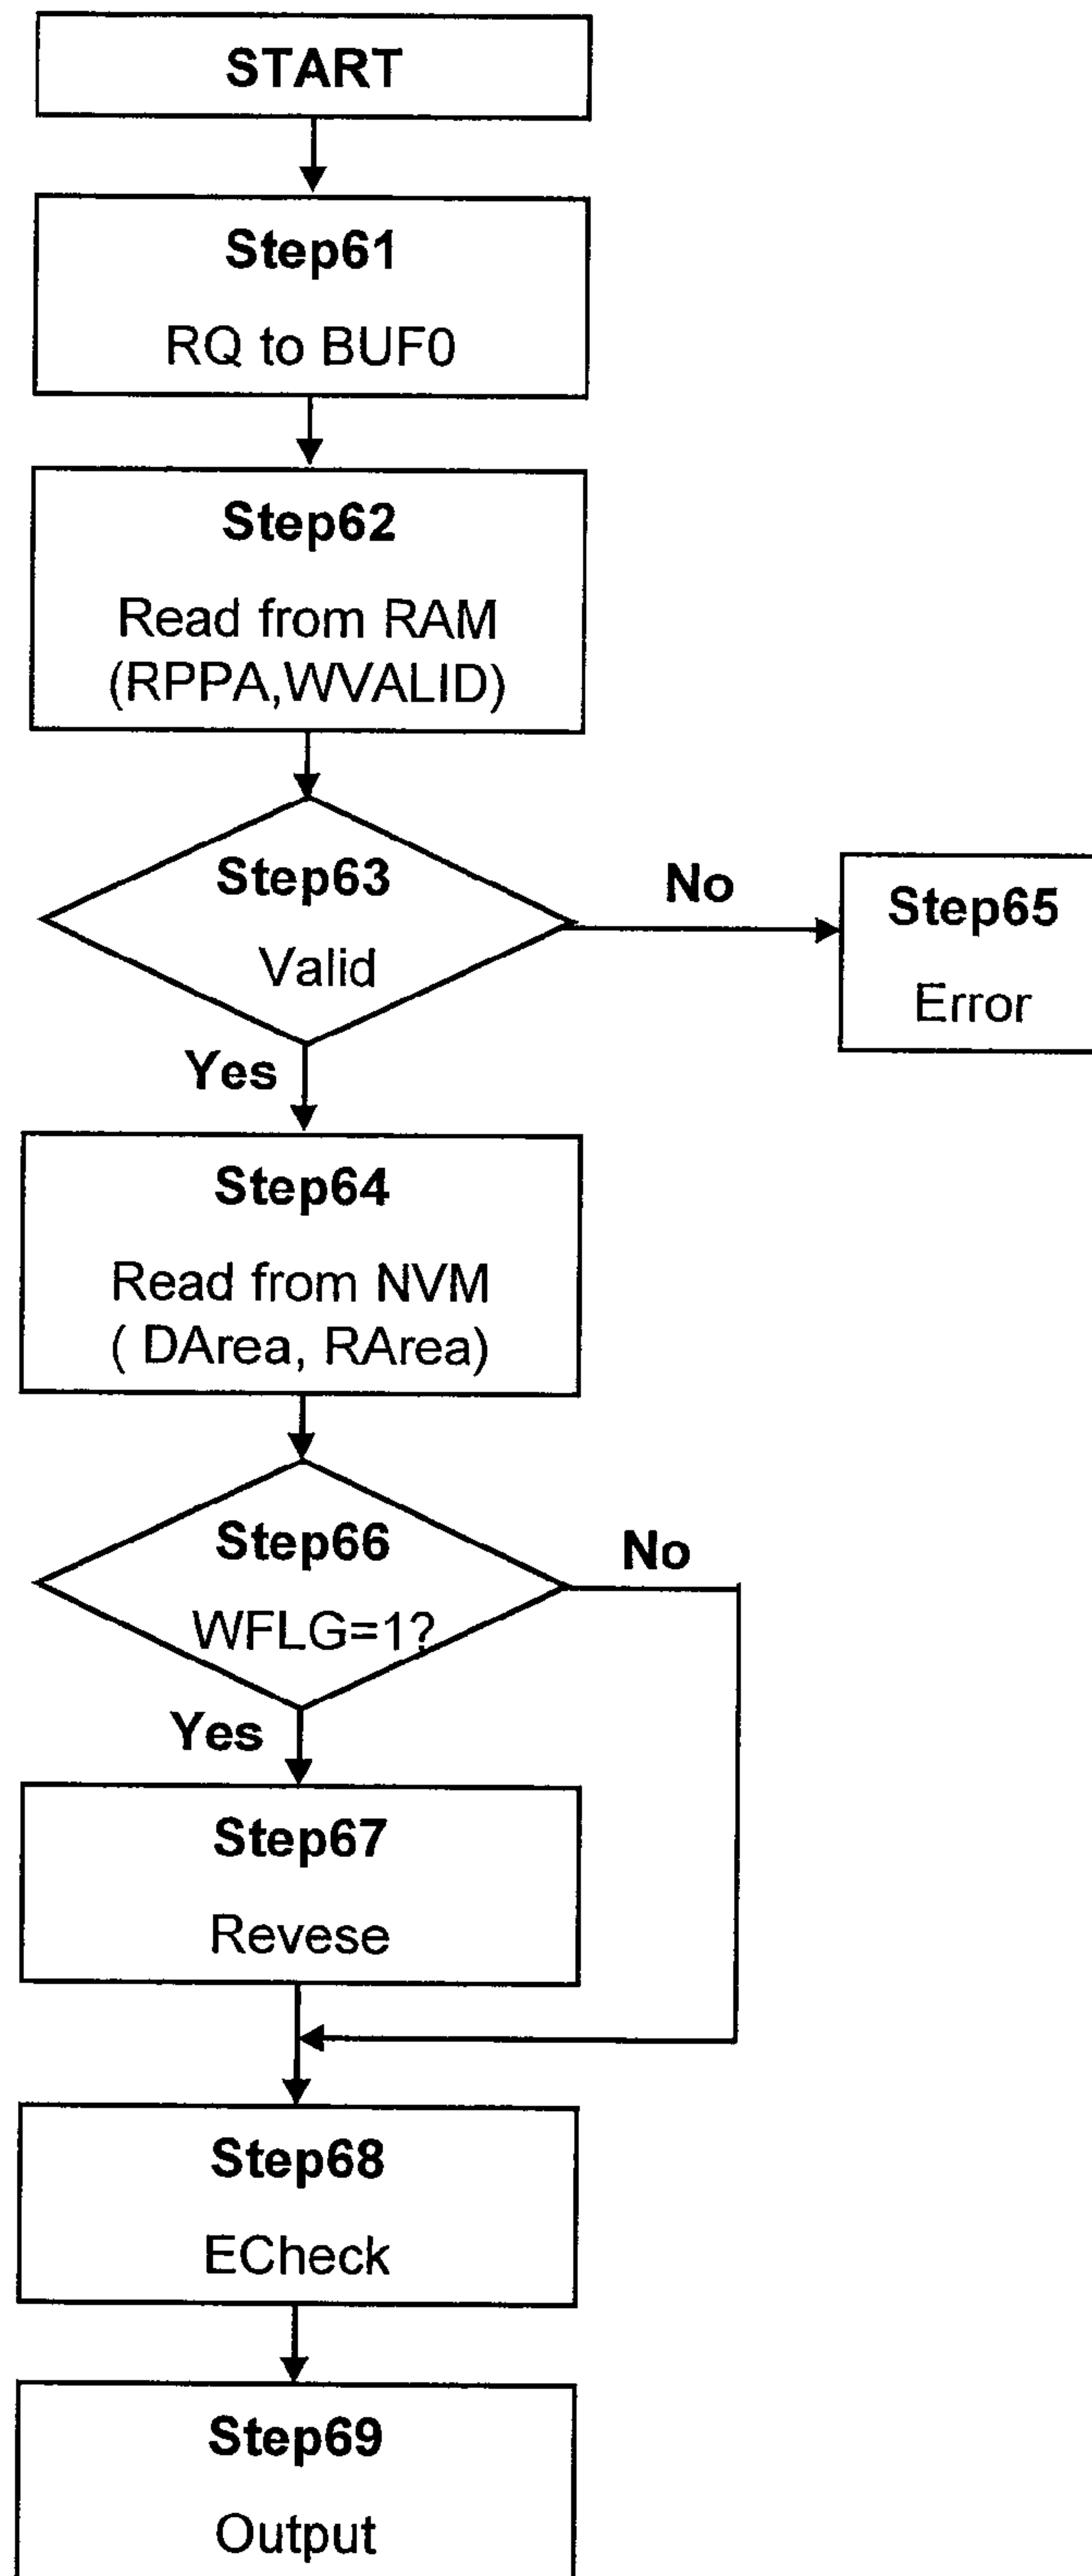 START
Step61
RQ to BUF0
Step62
Read from RAM
(RPPA,WVALID)
Step63
Valid
No
Step65
Error
Yes
Step64
Read from NVM
( DArea, RArea)
Step66
WFLG=1?
No
Yes
Step67
Revese
Step68
ECheck
Step69
Output